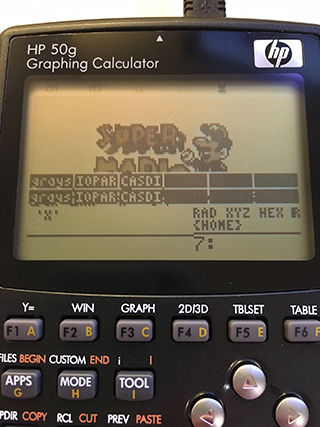 HP 50g
Graphing Calculator
hp
SUPER
MARIO
grays IOPAR CASDI
grays IOPAR CASDI
'X'
RAD XYZ HEX R
{HOME}
7:
Y= WIN GRAPH 2D/3D TBLSET TABLE
F1 A F2 B F3 C F4 D F5 E F6 F
FILES BEGIN CUSTOM END i I
APPS MODE TOOL
G H I
UPDIR COPY RCL CUT PREV PASTE